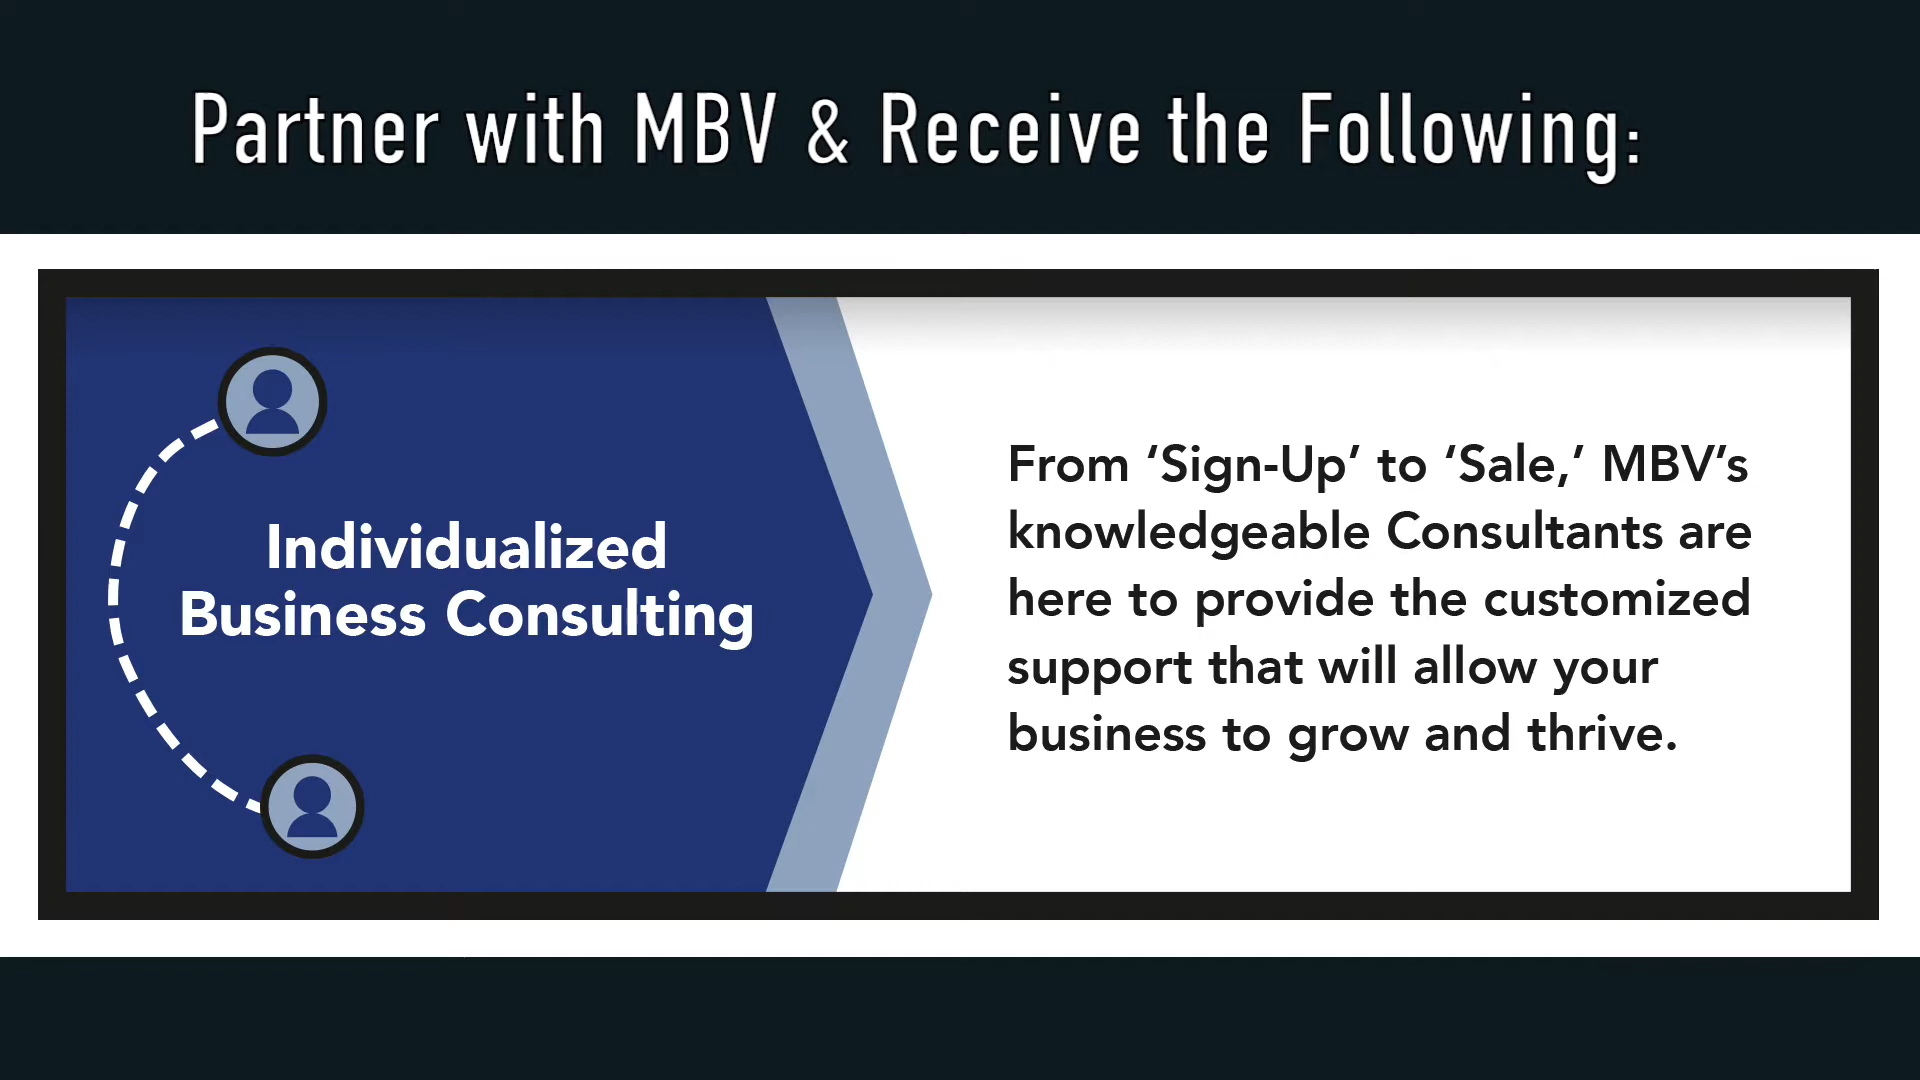 Partner with MBV & Receive the Following:
Individualized
Business Consulting
From ‘Sign-Up’ to ‘Sale,’ MBV’s
knowledgeable Consultants are
here to provide the customized
support that will allow your
business to grow and thrive.